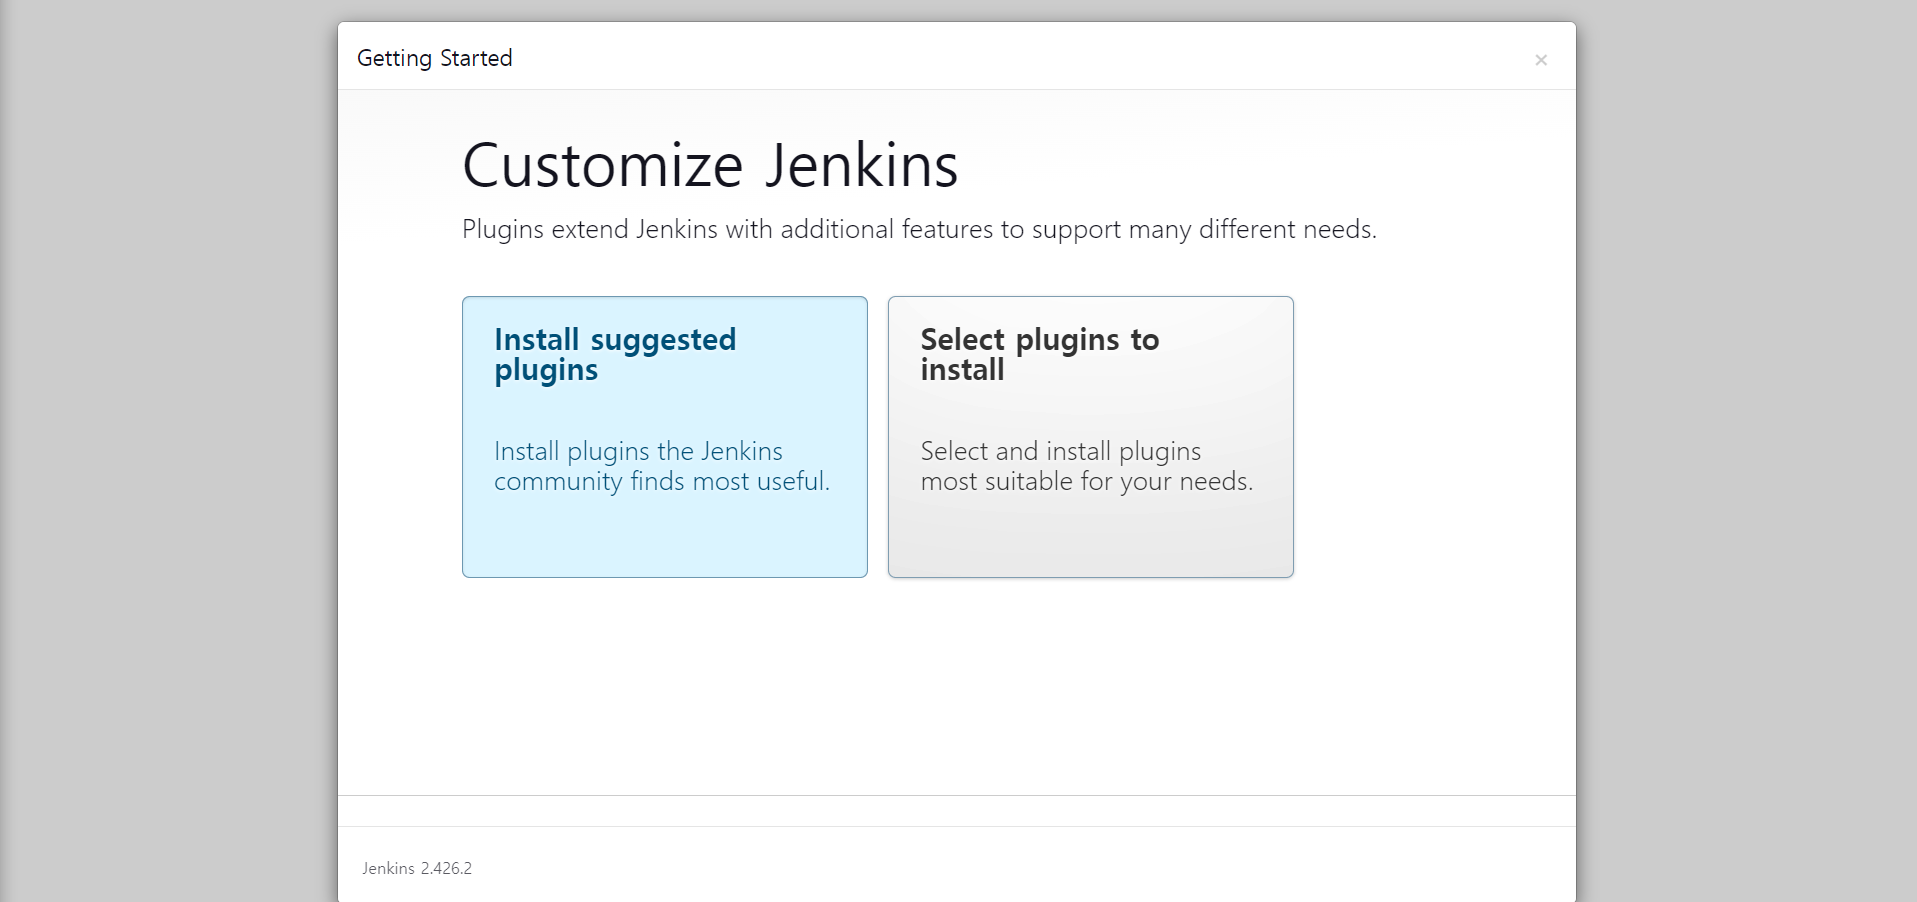 Getting Started
×
Customize Jenkins
Plugins extend Jenkins with additional features to support many different needs.
Install suggested
plugins
Install plugins the Jenkins
community finds most useful.
Select plugins to
install
Select and install plugins
most suitable for your needs.
Jenkins 2.426.2